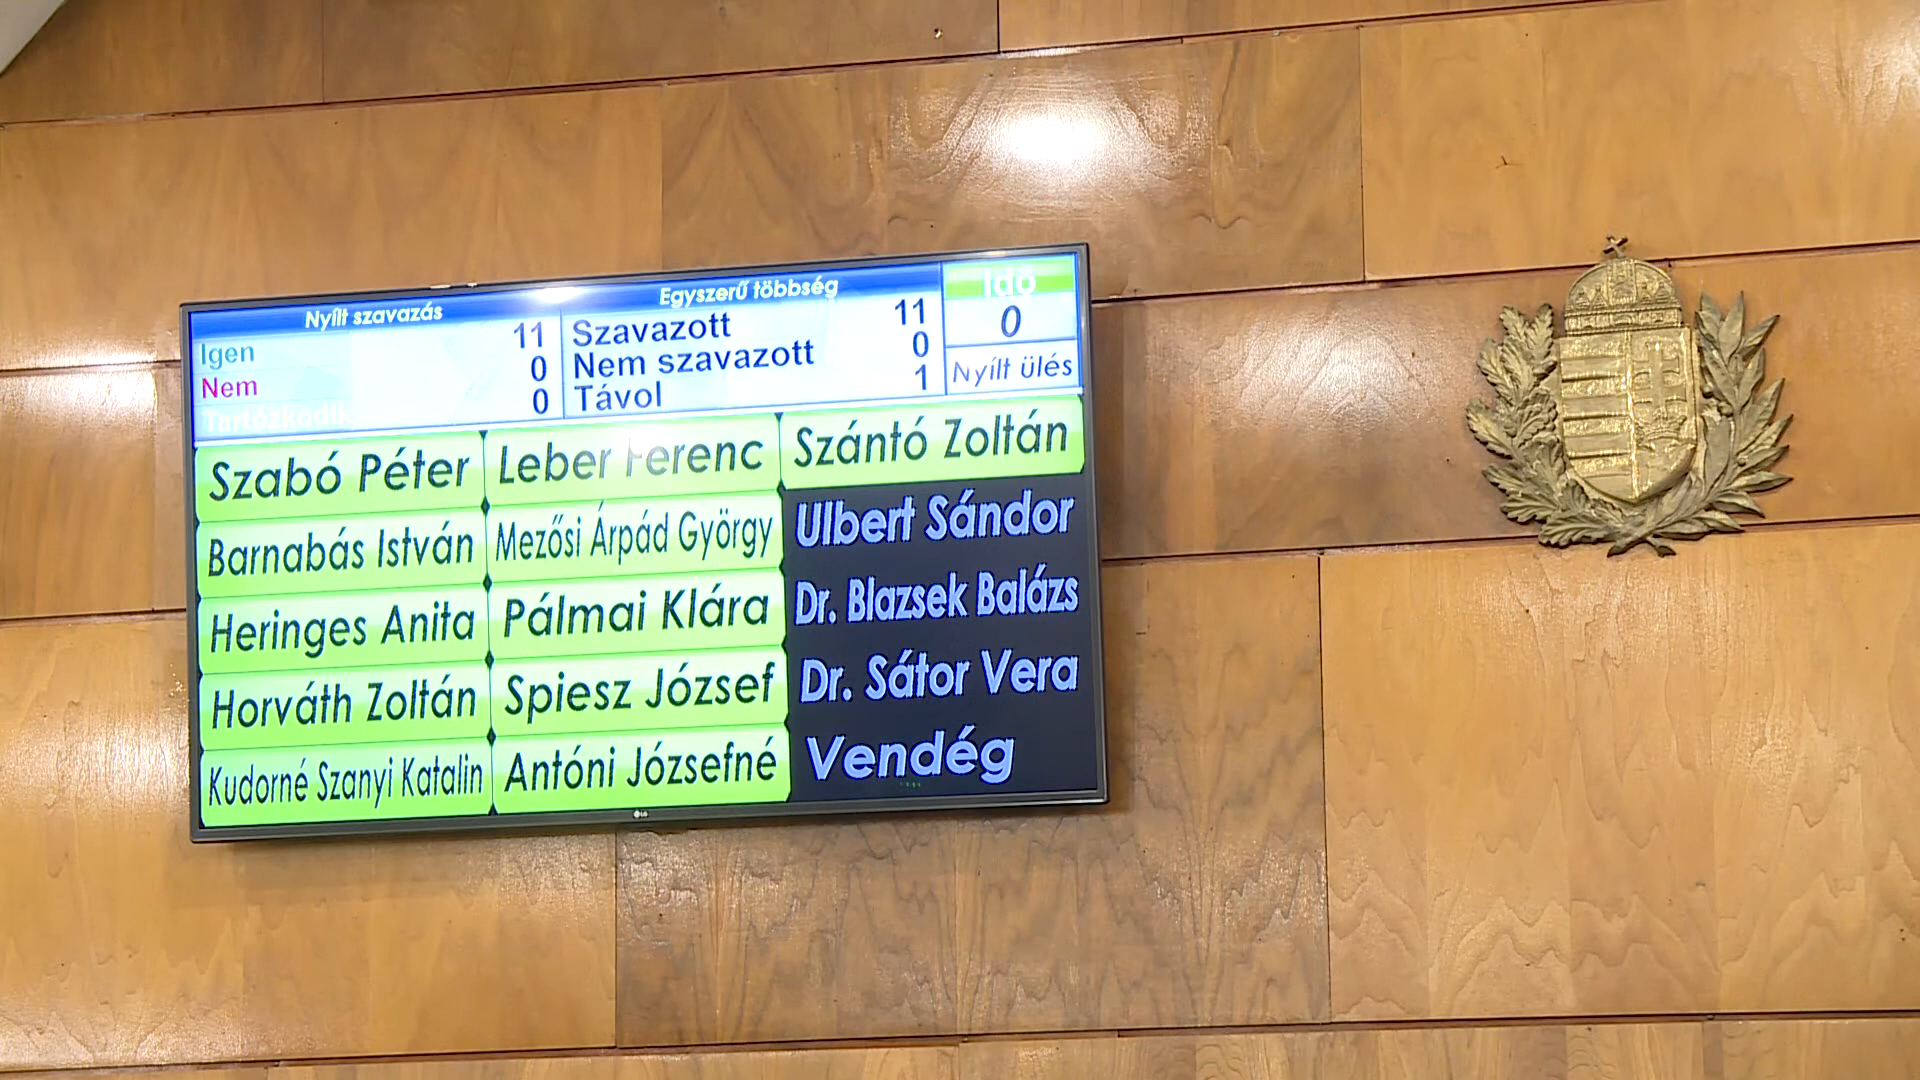 Nyílt szavazás
Igen 11
Nem 0
Tartózkodik 0
Egyszerű többség
Szavazott 11
Nem szavazott 0
Távol 1
Idő
0
Nyílt ülés
Szabó Péter
Barnabás István
Heringes Anita
Horváth Zoltán
Kudorné Szanyi Katalin
Leber Ferenc
Mezősi Árpád György
Pálmai Klára
Spiesz József
Antóni Józsefné
Szántó Zoltán
Ulbert Sándor
Dr. Blazsek Balázs
Dr. Sátor Vera
Vendég
LG